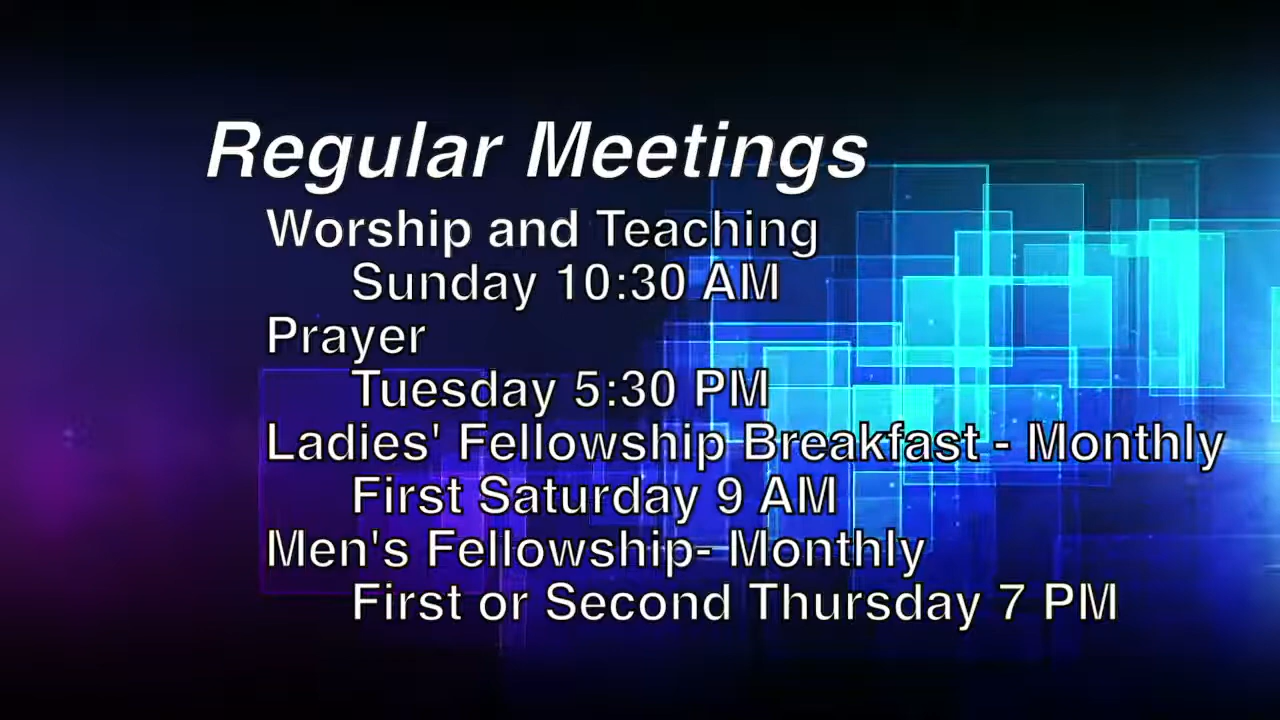 Regular Meetings
Worship and Teaching
Sunday 10:30 AM
Prayer
Tuesday 5:30 PM
Ladies' Fellowship Breakfast - Monthly
First Saturday 9 AM
Men's Fellowship- Monthly
First or Second Thursday 7 PM